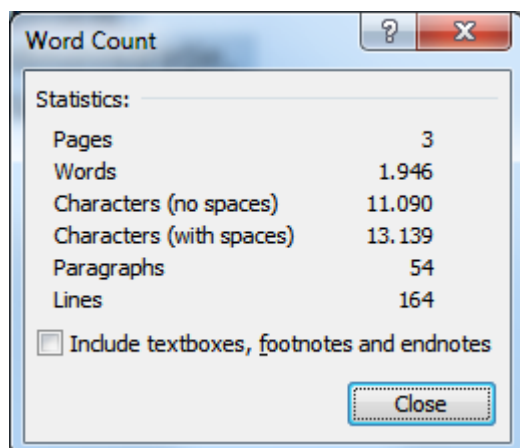 Word Count
Statistics:
Pages 3
Words 1.946
Characters (no spaces) 11.090
Characters (with spaces) 13.139
Paragraphs 54
Lines 164
Include textboxes, footnotes and endnotes
Close